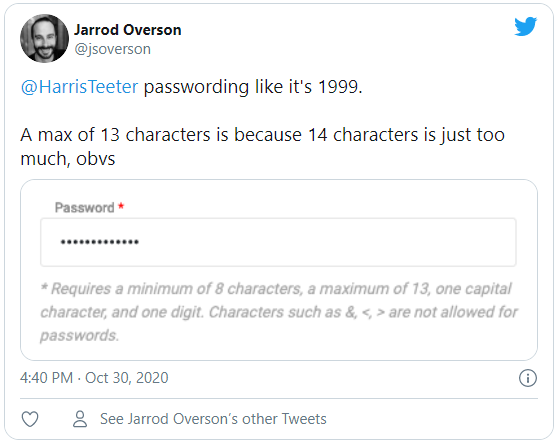 Jarrod Overson
@jsoverson
@HarrisTeeter passwording like it's 1999.
A max of 13 characters is because 14 characters is just too
much, obvs
Password *
•••••••••••••
* Requires a minimum of 8 characters, a maximum of 13, one capital
character, and one digit. Characters such as &, <, > are not allowed for
passwords.
4:40 PM · Oct 30, 2020
See Jarrod Overson's other Tweets